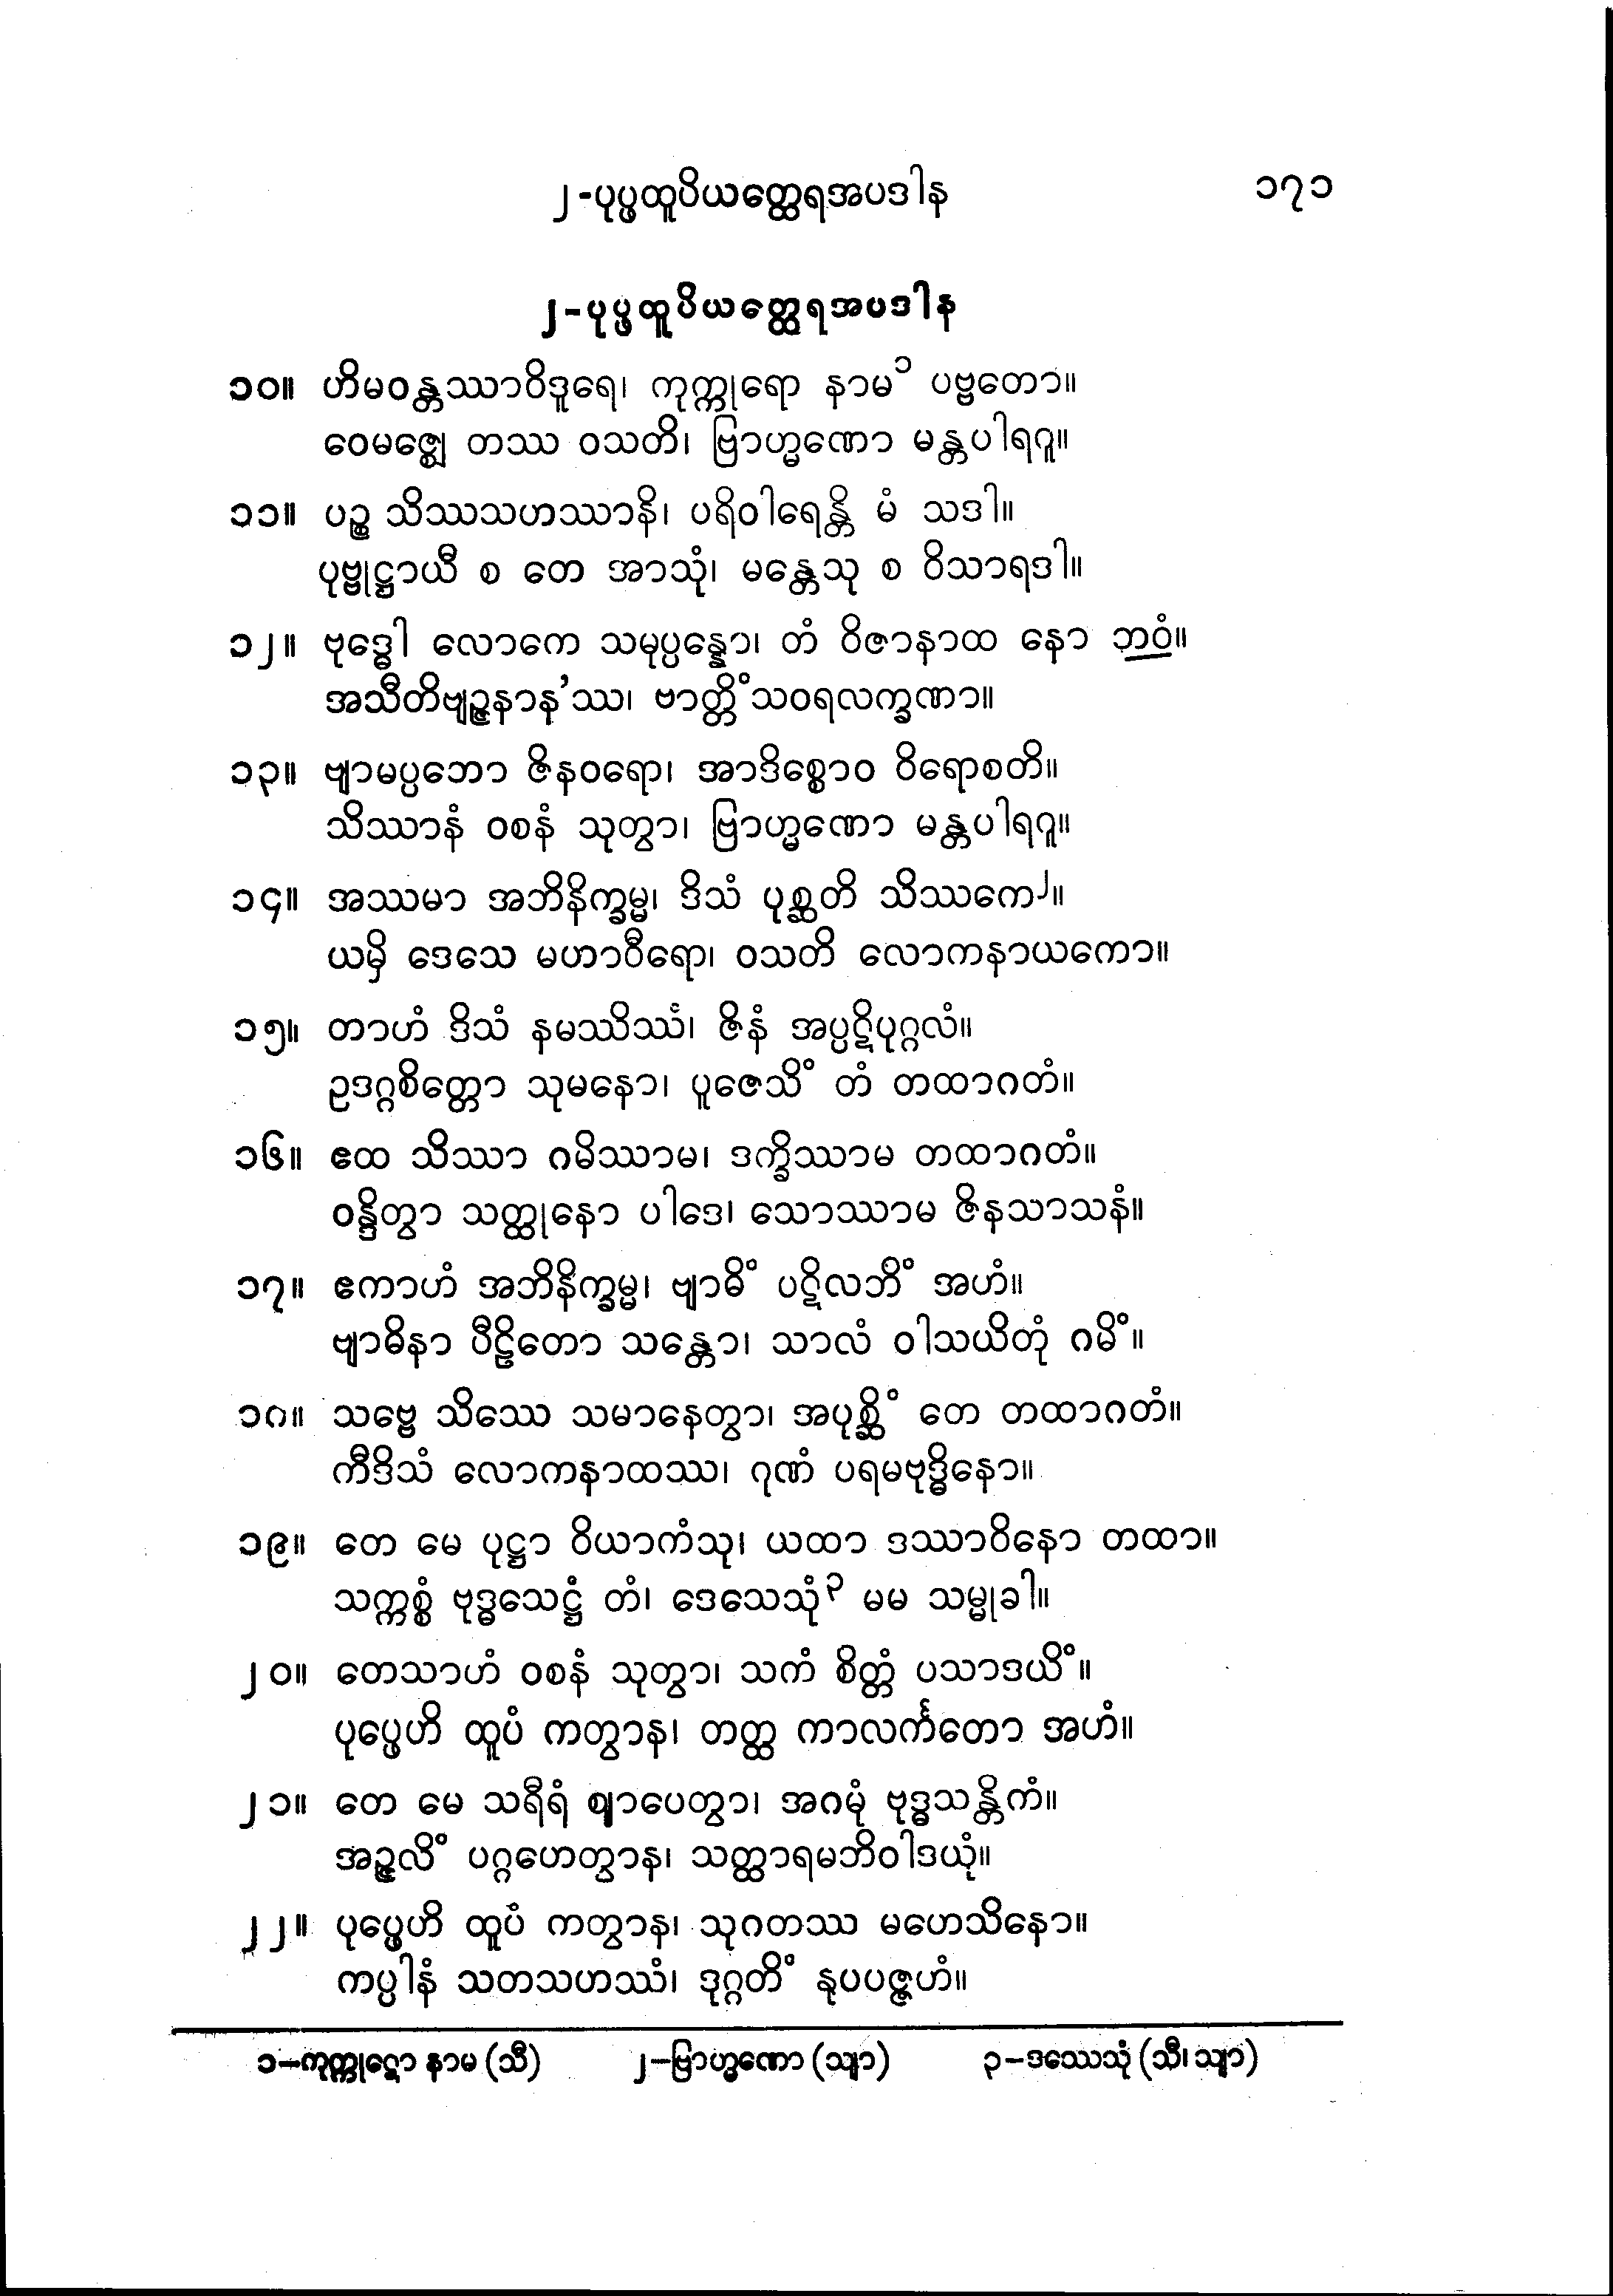 ၂-ပုပ္ဖထူပိယတ္ထေရအပဒါန ၁၇၁
၂-ပုပ္ဖထူပိယတ္ထေရအပဒါန
၁၀။ ဟိမဝန္တဿာဝိဒူရေ၊ ကုက္ကုရော နာမ ၁ ပဗ္ဗတော။
ဝေမဇ္ဈေ တဿ ဝသတိ၊ ဗြာဟ္မဏော မန္တပါရဂူ။
၁၁။ ပဉ္စ သိဿသဟဿာနိ၊ ပရိဝါရေန္တိ မံ သဒါ။
ပုဗ္ဗုဋ္ဌာယီ စ တေ အာသုံ၊ မန္တေသု စ ဝိသာရဒါ။
၁၂။ ဗုဒ္ဓေါ လောကေ သမုပ္ပန္နော၊ တံ ဝိဇာနာထ နော ဘဝံ။
အသီတိဗျဉ္ဇနာန'ဿ၊ ဗာတ္တိံသဝရလက္ခဏာ။
၁၃။ ဗျာမပ္ပဘော ဇိနဝရော၊ အာဒိစ္စောဝ ဝိရောစတိ။
သိဿာနံ ဝစနံ သုတွာ၊ ဗြာဟ္မဏော မန္တပါရဂူ။
၁၄။ အဿမာ အဘိနိက္ခမ္မ၊ ဒိသံ ပုစ္ဆတိ သိဿကေ ၂။
ယမှိ ဒေသေ မဟာဝီရော၊ ဝသတိ လောကနာယကော။
၁၅။ တာဟံ ဒိသံ နမဿိဿံ၊ ဇိနံ အပ္ပဋိပုဂ္ဂလံ။
ဥဒဂ္ဂစိတ္တော သုမနော၊ ပူဇေသိံ တံ တထာဂတံ။
၁၆။ ဧထ သိဿာ ဂမိဿာမ၊ ဒက္ခိဿာမ တထာဂတံ။
ဝန္ဒိတွာ သတ္ထုနော ပါဒေ၊ သောဿာမ ဇိနသာသနံ။
၁၇။ ဧကာဟံ အဘိနိက္ခမ္မ၊ ဗျာဓိံ ပဋိလဘိံ အဟံ။
ဗျာဓိနာ ပီဠိတော သန္တော၊ သာလံ ဝါသယိတုံ ဂမိံ။
၁၈။ သဗ္ဗေ သိဿေ သမာနေတွာ၊ အပုစ္ဆိံ တေ တထာဂတံ။
ကီဒိသံ လောကနာထဿ၊ ဂုဏံ ပရမဗုဒ္ဓိနော။
၁၉။ တေ မေ ပုဋ္ဌာ ဝိယာကံသု၊ ယထာ ဒဿာဝိနော တထာ။
သက္ကစ္စံ ဗုဒ္ဓသေဋ္ဌံ တံ၊ ဒေသေသုံ ၃ မမ သမ္မုခါ။
၂၀။ တေသာဟံ ဝစနံ သုတွာ၊ သကံ စိတ္တံ ပသာဒယိံ။
ပုပ္ဖေဟိ ထူပံ ကတွာန၊ တတ္ထ ကာလင်္ကတော အဟံ။
၂၁။ တေ မေ သရီရံ ဈာပေတွာ၊ အဂမုံ ဗုဒ္ဓသန္တိကံ။
အဉ္ဇလိံ ပဂ္ဂဟေတွာန၊ သတ္ထာရမဘိဝါဒယုံ။
၂၂။ ပုပ္ဖေဟိ ထူပံ ကတွာန၊ သုဂတဿ မဟေသိနော။
ကပ္ပါနံ သတသဟဿံ၊ ဒုဂ္ဂတိံ နုပပဇ္ဇဟံ။
၁–ကုက္ကုဋော နာမ (သီ) ၂–ဗြာဟ္မဏော (သျာ) ၃–ဒဿေသုံ (သီ၊ သျာ)